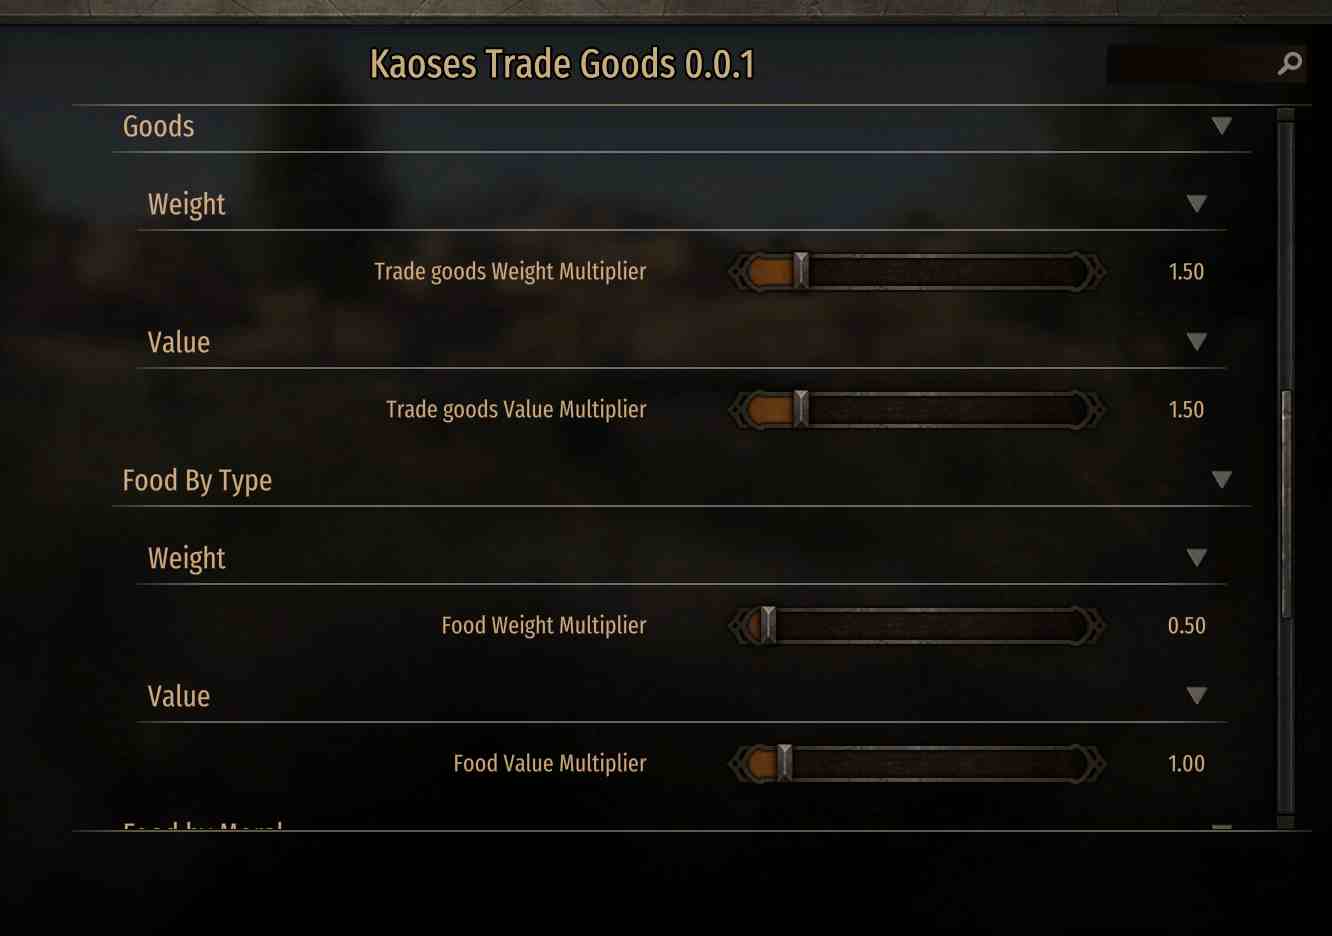 Kaoses Trade Goods 0.0.1
Goods
Weight
Trade goods Weight Multiplier 1.50
Value
Trade goods Value Multiplier 1.50
Food By Type
Weight
Food Weight Multiplier 0.50
Value
Food Value Multiplier 1.00